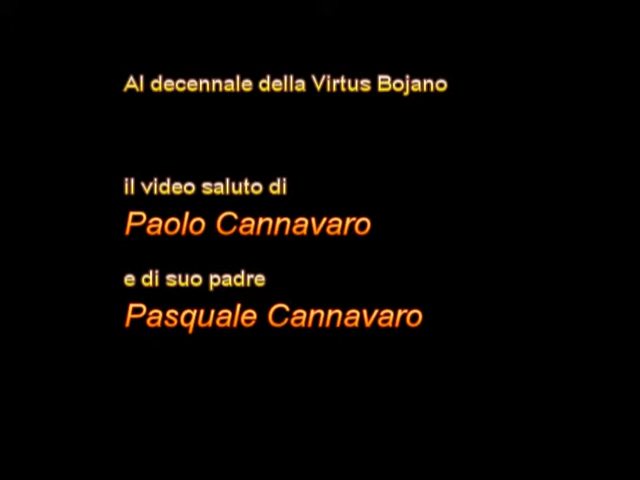 Al decennale della Virtus Bojano
il video saluto di
Paolo Cannavaro
e di suo padre
Pasquale Cannavaro